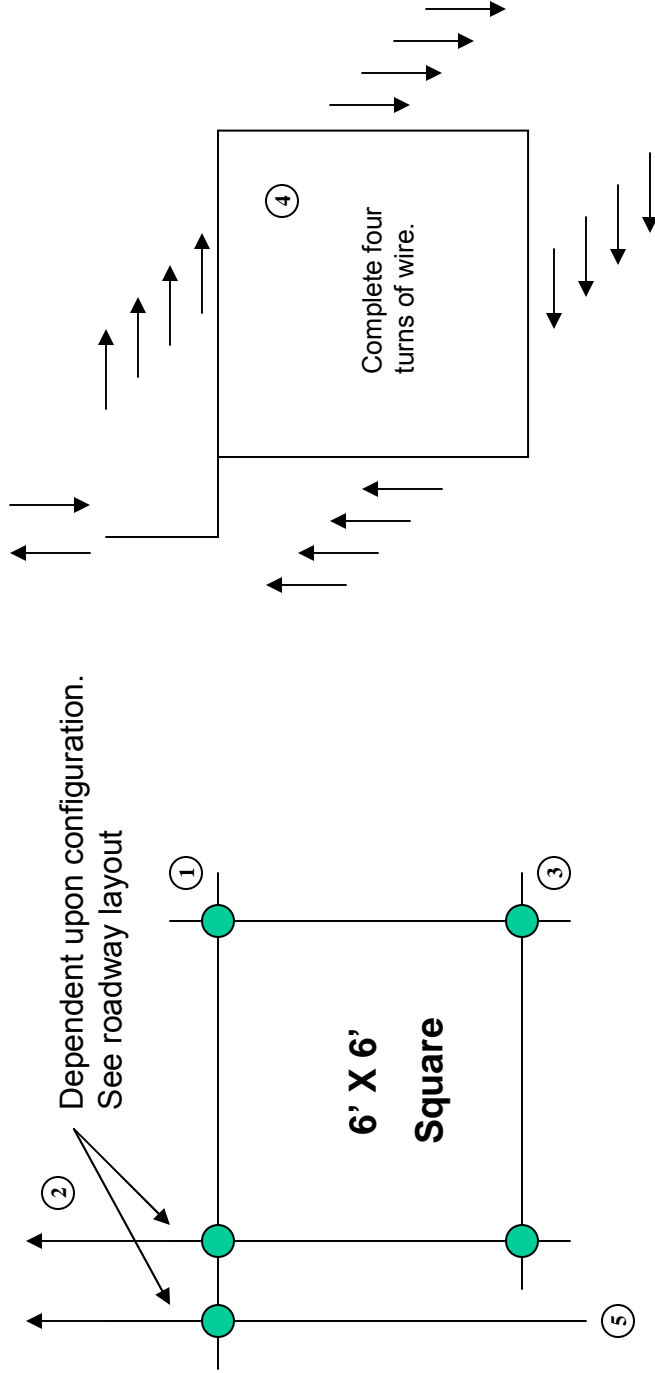 Dependent upon configuration.
See roadway layout
2
1
6’ X 6’
Square
3
5
4
Complete four
turns of wire.